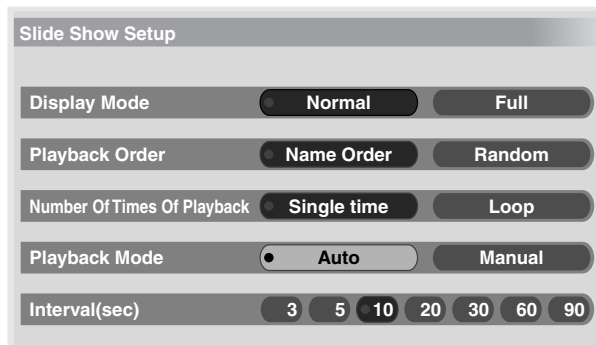 Slide Show Setup
Display Mode Normal Full
Playback Order Name Order Random
Number Of Times Of Playback Single time Loop
Playback Mode Auto Manual
Interval(sec) 3 5 10 20 30 60 90